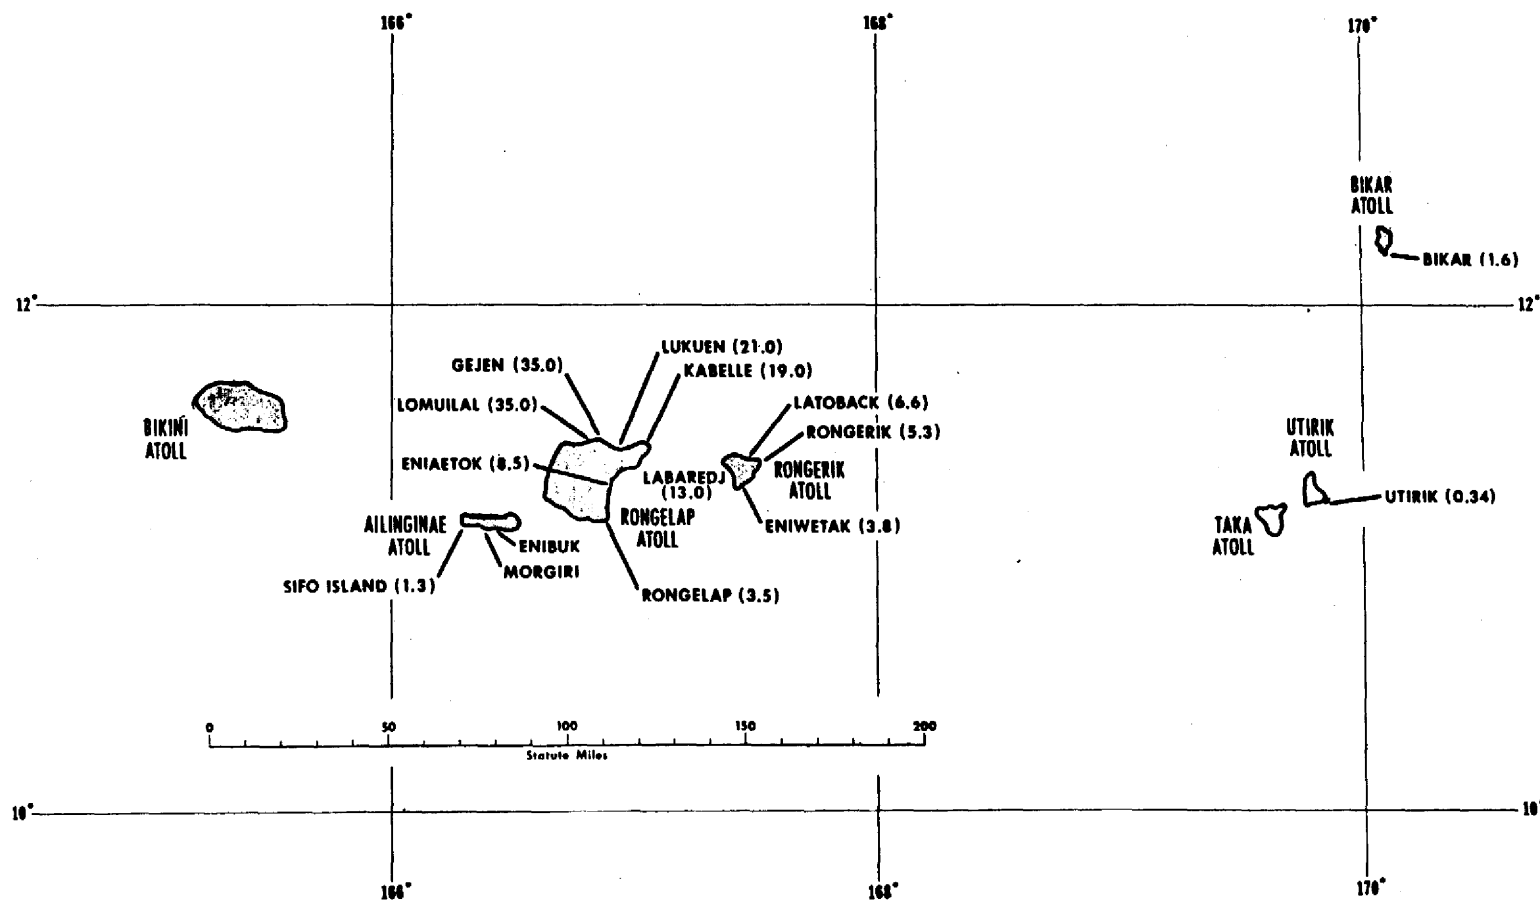 166°
168°
170°
BIKAR
ATOLL
BIKAR (1.6)
12°
12°
LUKUEN (21.0)
GEJEN (35.0)
KABELLE (19.0)
LOMUILAL (35.0)
LATOBACK (6.6)
RONGERIK (5.3)
BIKINI
ATOLL
UTIRIK
ATOLL
ENIAETOK (8.5)
LABAREDJ
(13.0)
RONGERIK
ATOLL
UTIRIK (0.34)
AILINGINAE
ATOLL
RONGELAP
ATOLL
ENIWETAK (3.8)
TAKA
ATOLL
ENIBUK
MORGIRI
SIFO ISLAND (1.3)
RONGELAP (3.5)
0 50 100 150 200
Statute Miles
10°
10°
166°
168°
170°